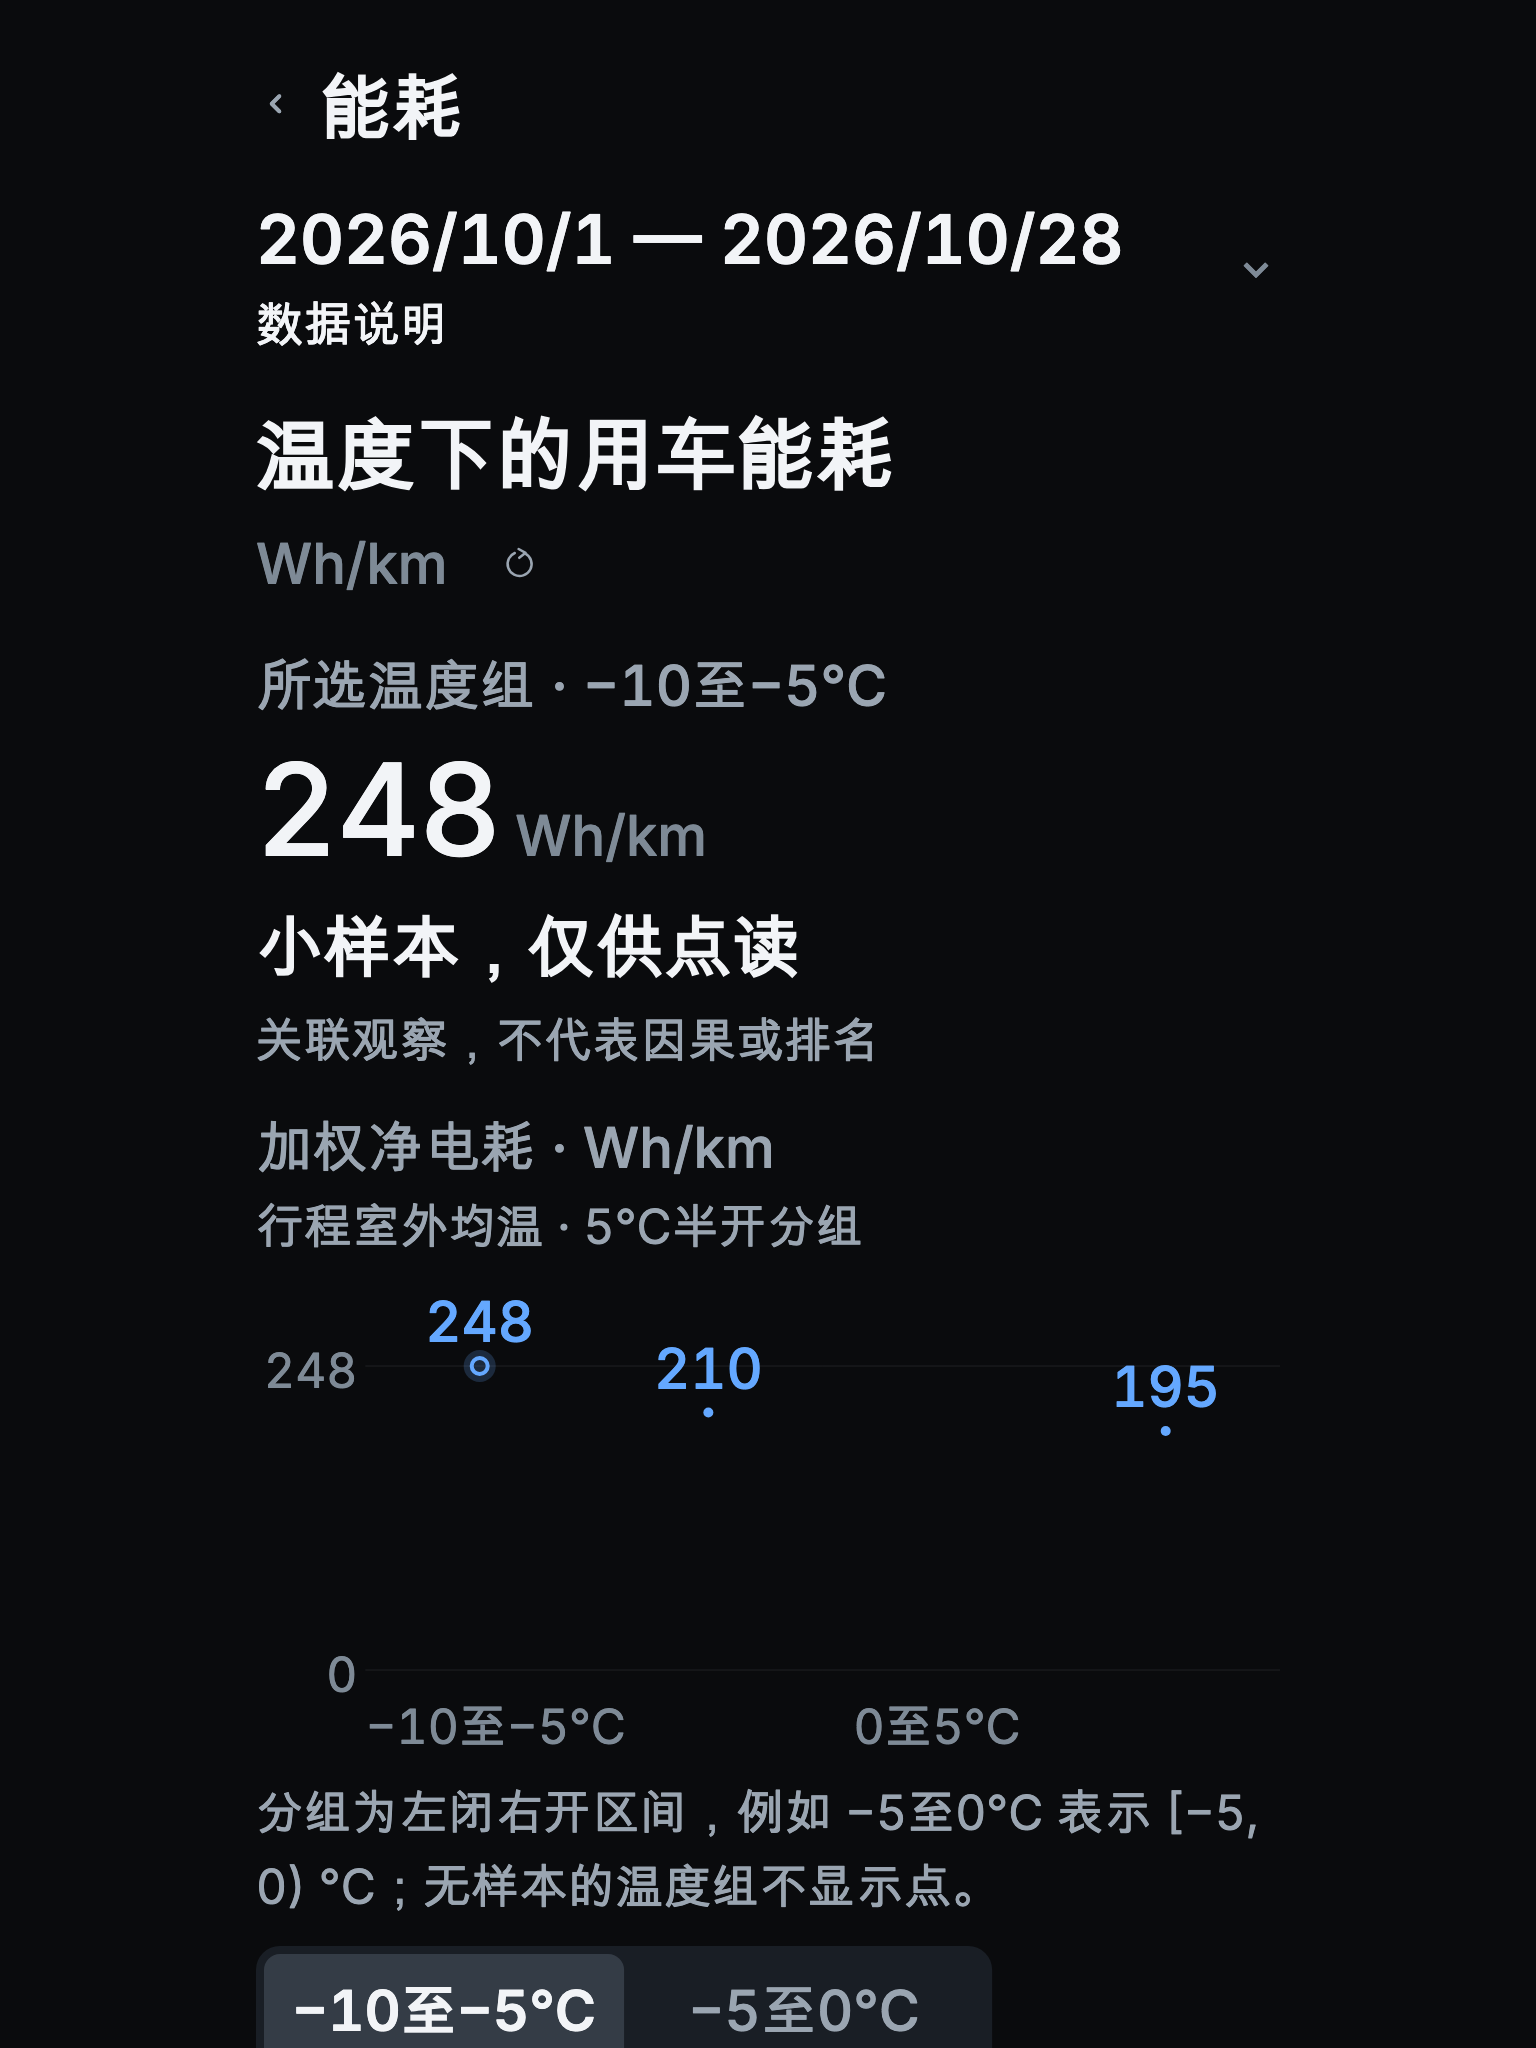 能耗
2026/10/1 — 2026/10/28
数据说明
温度下的用车能耗
Wh/km
所选温度组 · −10至−5°C
248 Wh/km
小样本，仅供点读
关联观察，不代表因果或排名
加权净电耗 · Wh/km
行程室外均温 · 5°C半开分组
248
248
210
195
0
−10至−5°C 0至5°C
分组为左闭右开区间，例如 −5至0°C 表示 [−5,
0) °C；无样本的温度组不显示点。
−10至−5°C −5至0°C